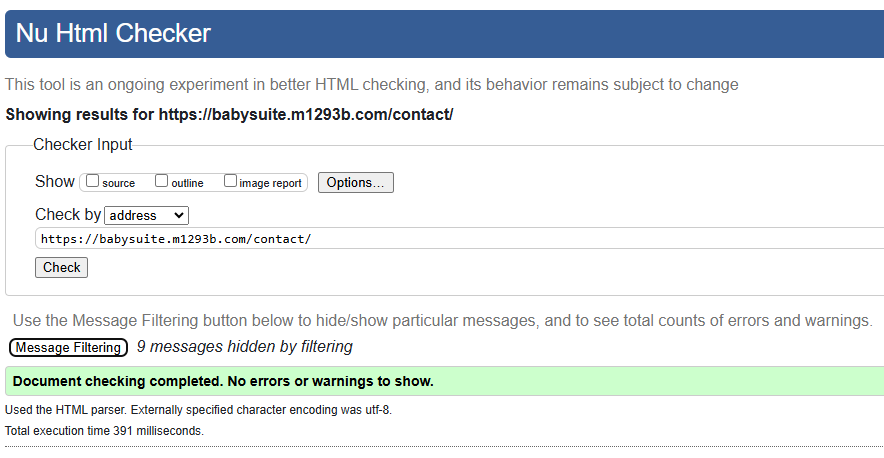 Nu Html Checker
This tool is an ongoing experiment in better HTML checking, and its behavior remains subject to change
Showing results for https://babysuite.m1293b.com/contact/
Checker Input
Show source outline image report Options...
Check by address
https://babysuite.m1293b.com/contact/
Check
Use the Message Filtering button below to hide/show particular messages, and to see total counts of errors and warnings.
Message Filtering 9 messages hidden by filtering
Document checking completed. No errors or warnings to show.
Used the HTML parser. Externally specified character encoding was utf-8.
Total execution time 391 milliseconds.